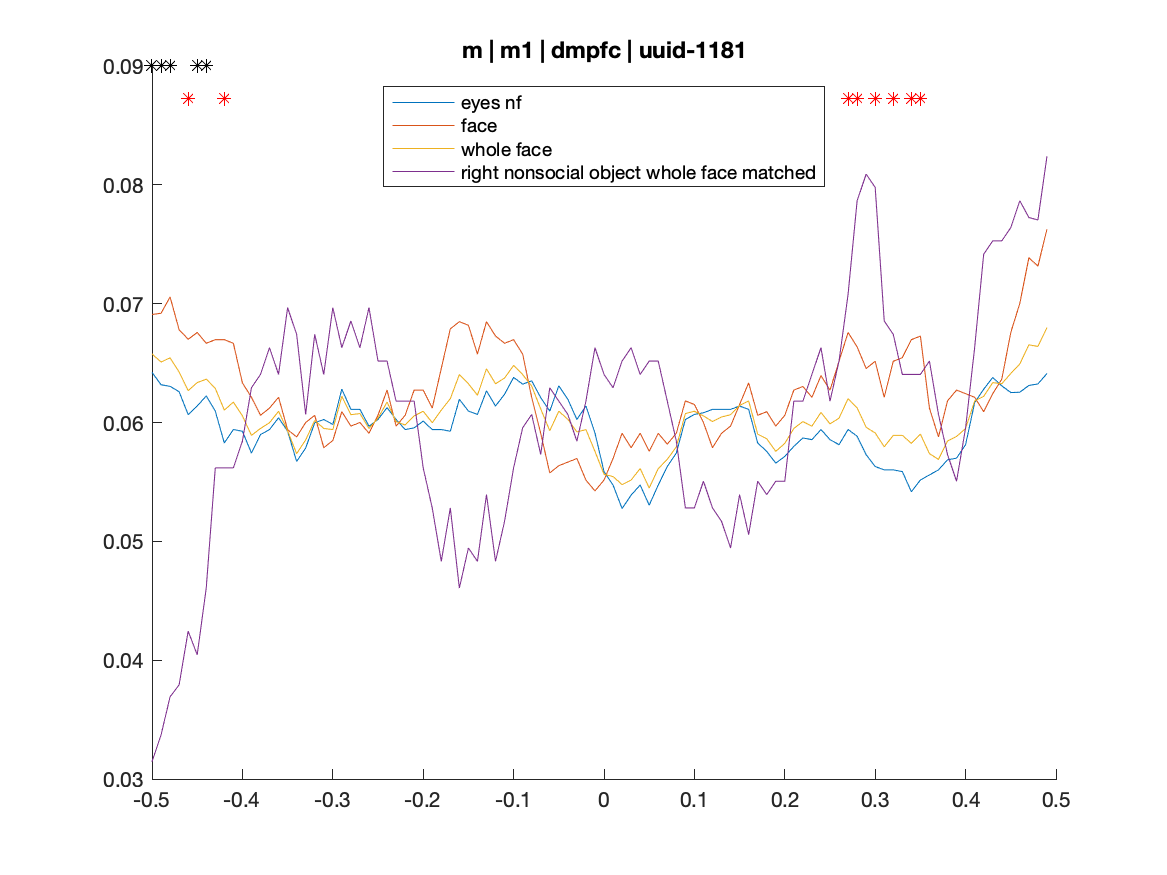 m | m1 | dmpfc | uuid-1181
0.09
eyes nf
face
whole face
right nonsocial object whole face matched
0.08
0.07
0.06
0.05
0.04
0.03
-0.5 -0.4 -0.3 -0.2 -0.1 0 0.1 0.2 0.3 0.4 0.5